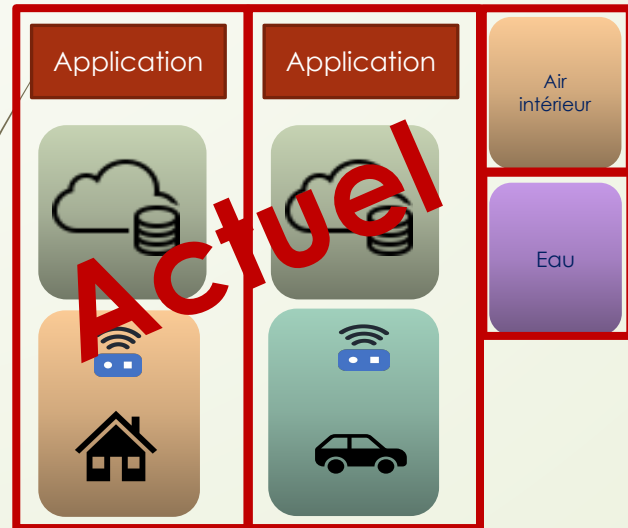 Application
Application
Air
intérieur
Eau
Actuel